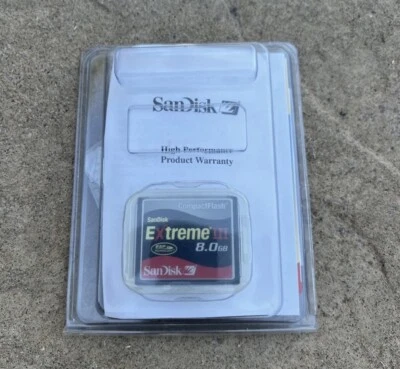 SanDisk
High Performance
Product Warranty
CompactFlash
SanDisk
Extreme III
8.0GB
SanDisk